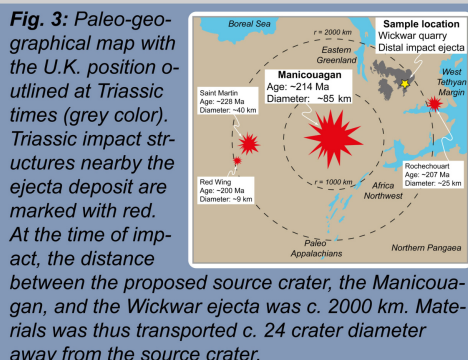 Fig. 3: Paleo-geo-
graphical map with
the U.K. position o-
utlined at Triassic
times (grey color).
Triassic impact str-
uctures nearby the
ejecta deposit are
marked with red.
At the time of imp-
act, the distance
between the proposed source crater, the Manicoua-
gan, and the Wickwar ejecta was c. 2000 km. Mate-
rials was thus transported c. 24 crater diameter
away from the source crater.
Boreal Sea
r = 2000 km
Eastern
Greenland
Sample location
Wickwar quarry
Distal impact ejecta
West
Tethyan
Margin
Manicouagan
Age: ~214 Ma
Diameter: ~85 km
Saint Martin
Age: ~228 Ma
Diameter: ~40 km
Red Wing
Age: ~200 Ma
Diameter: ~9 km
r = 1000 km
Rochechouart
Age: ~207 Ma
Diameter: ~25 km
Africa
Northwest
Paleo
Appalachians
Northern Pangaea